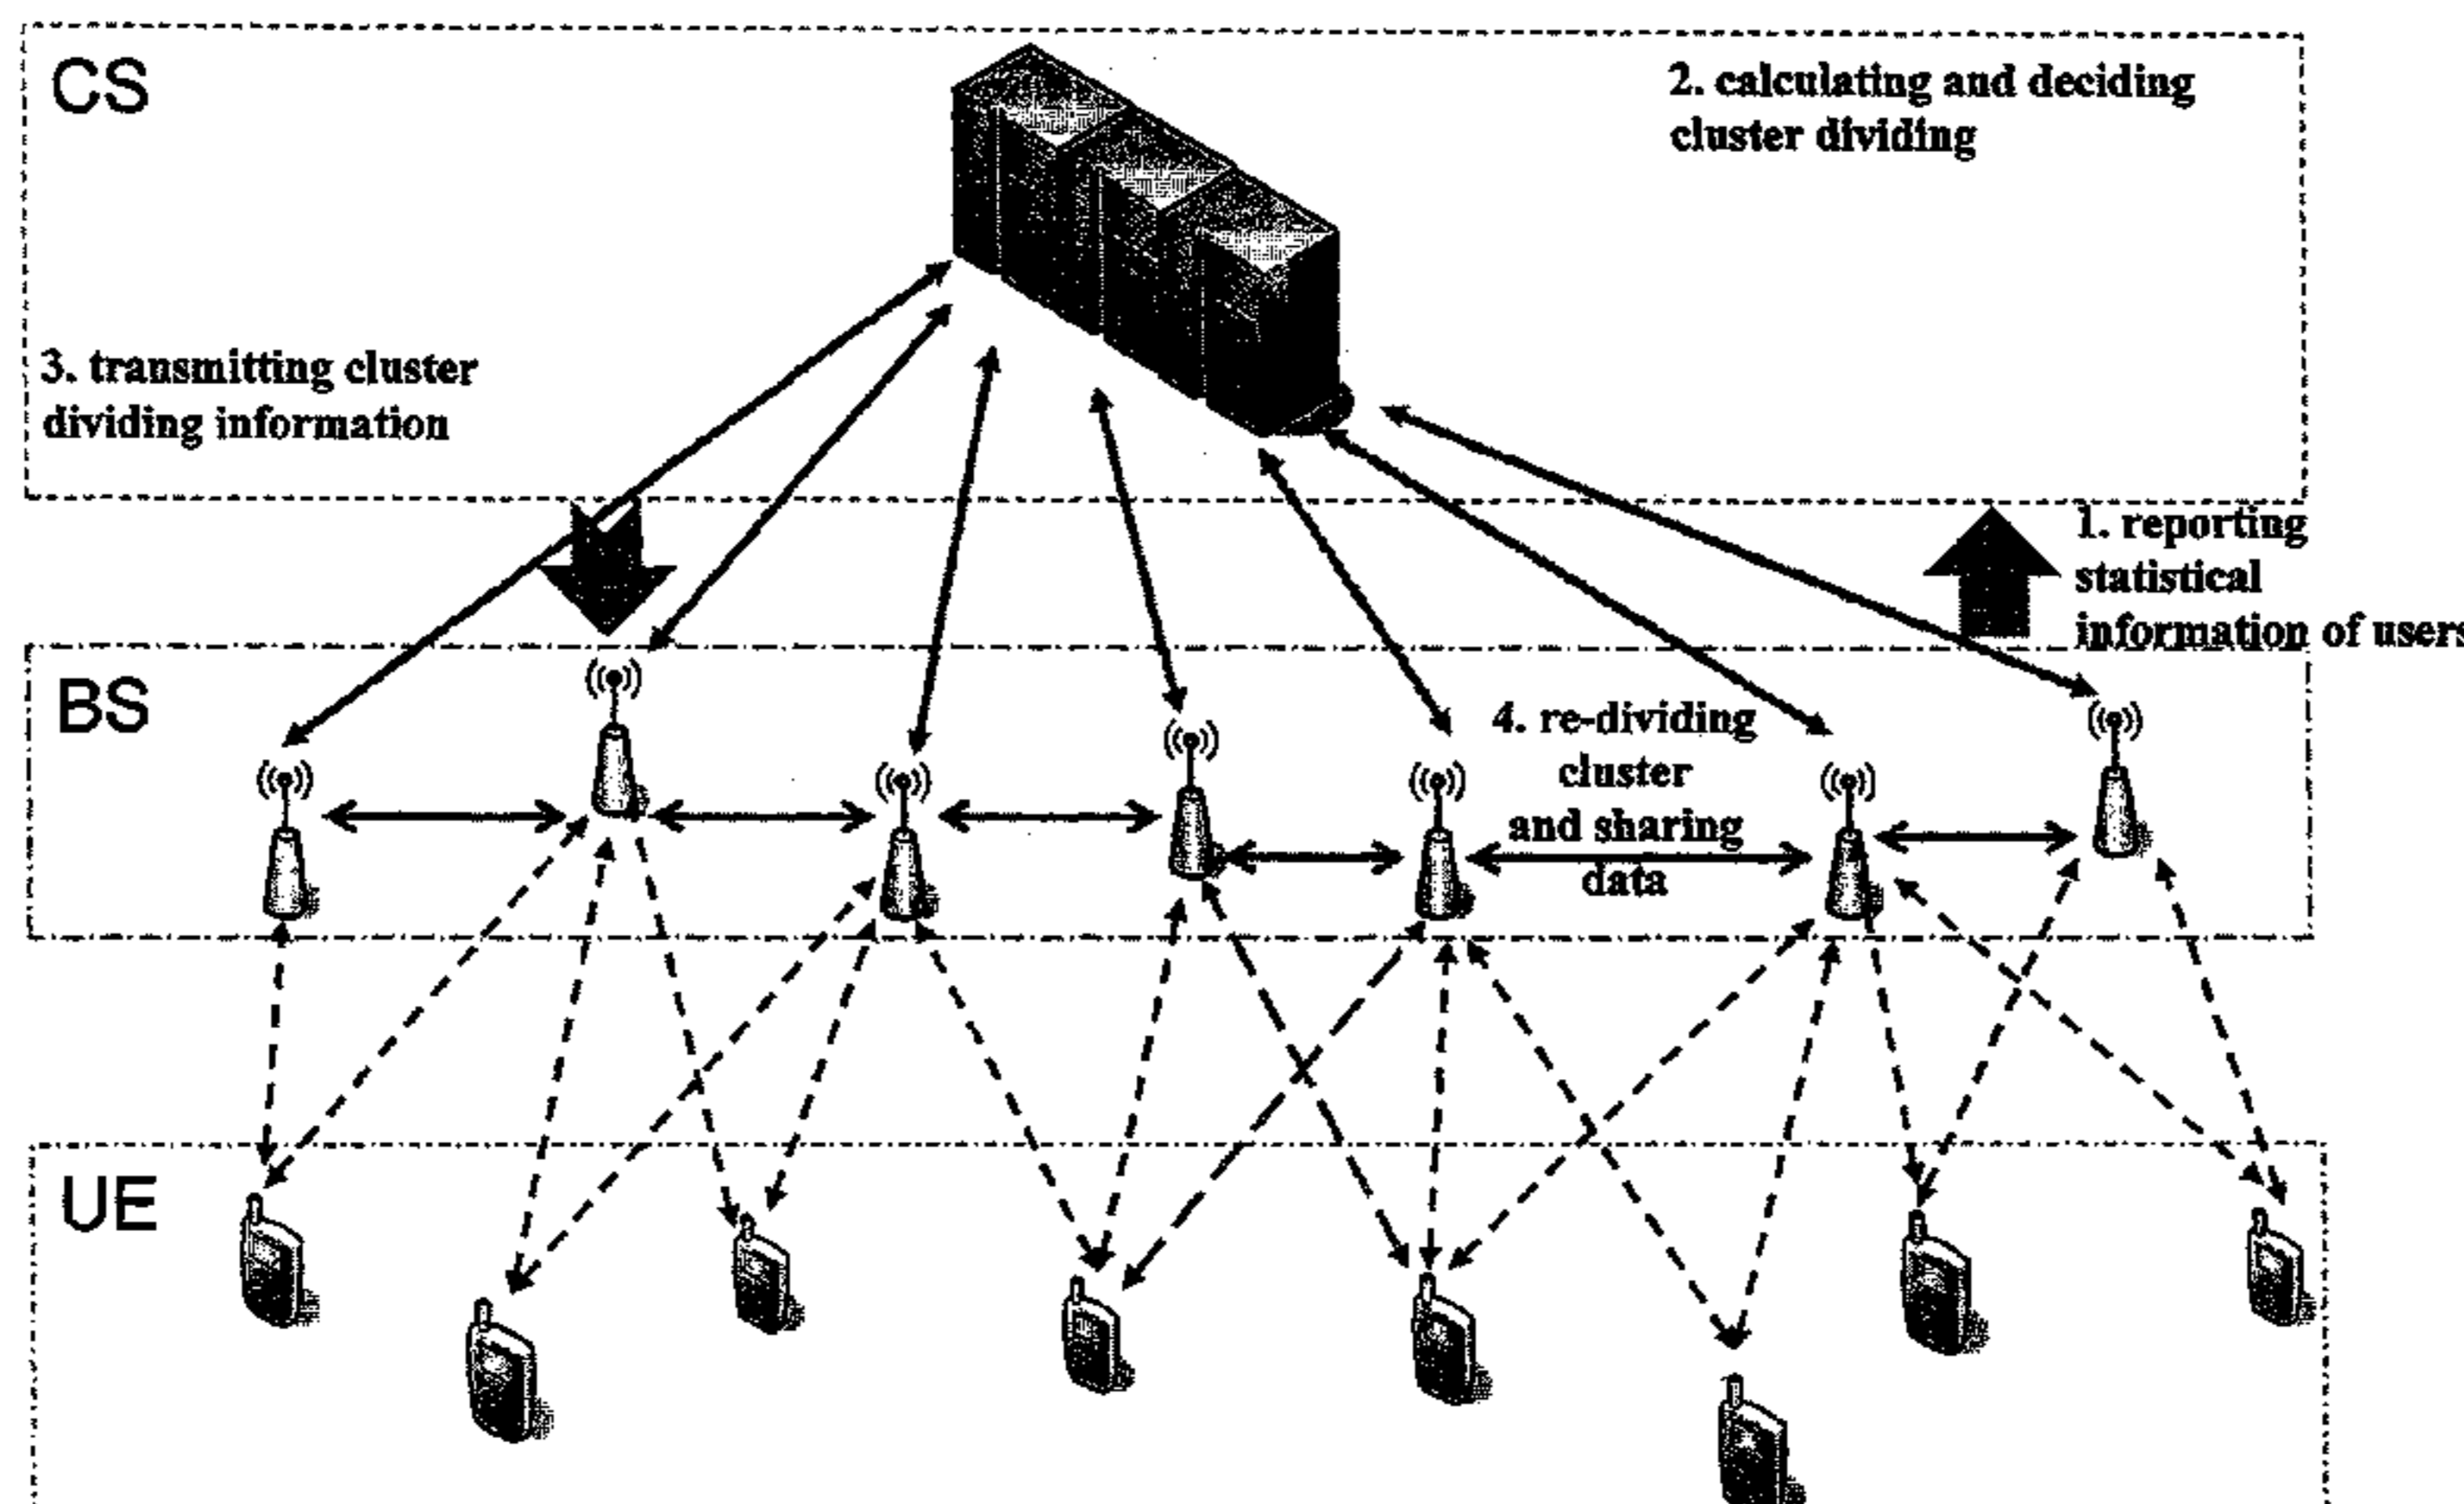 CS
2. calculating and deciding
cluster dividing
3. transmitting cluster
dividing information
1. reporting
statistical
information of users
BS
4. re-dividing
cluster
and sharing
data
UE